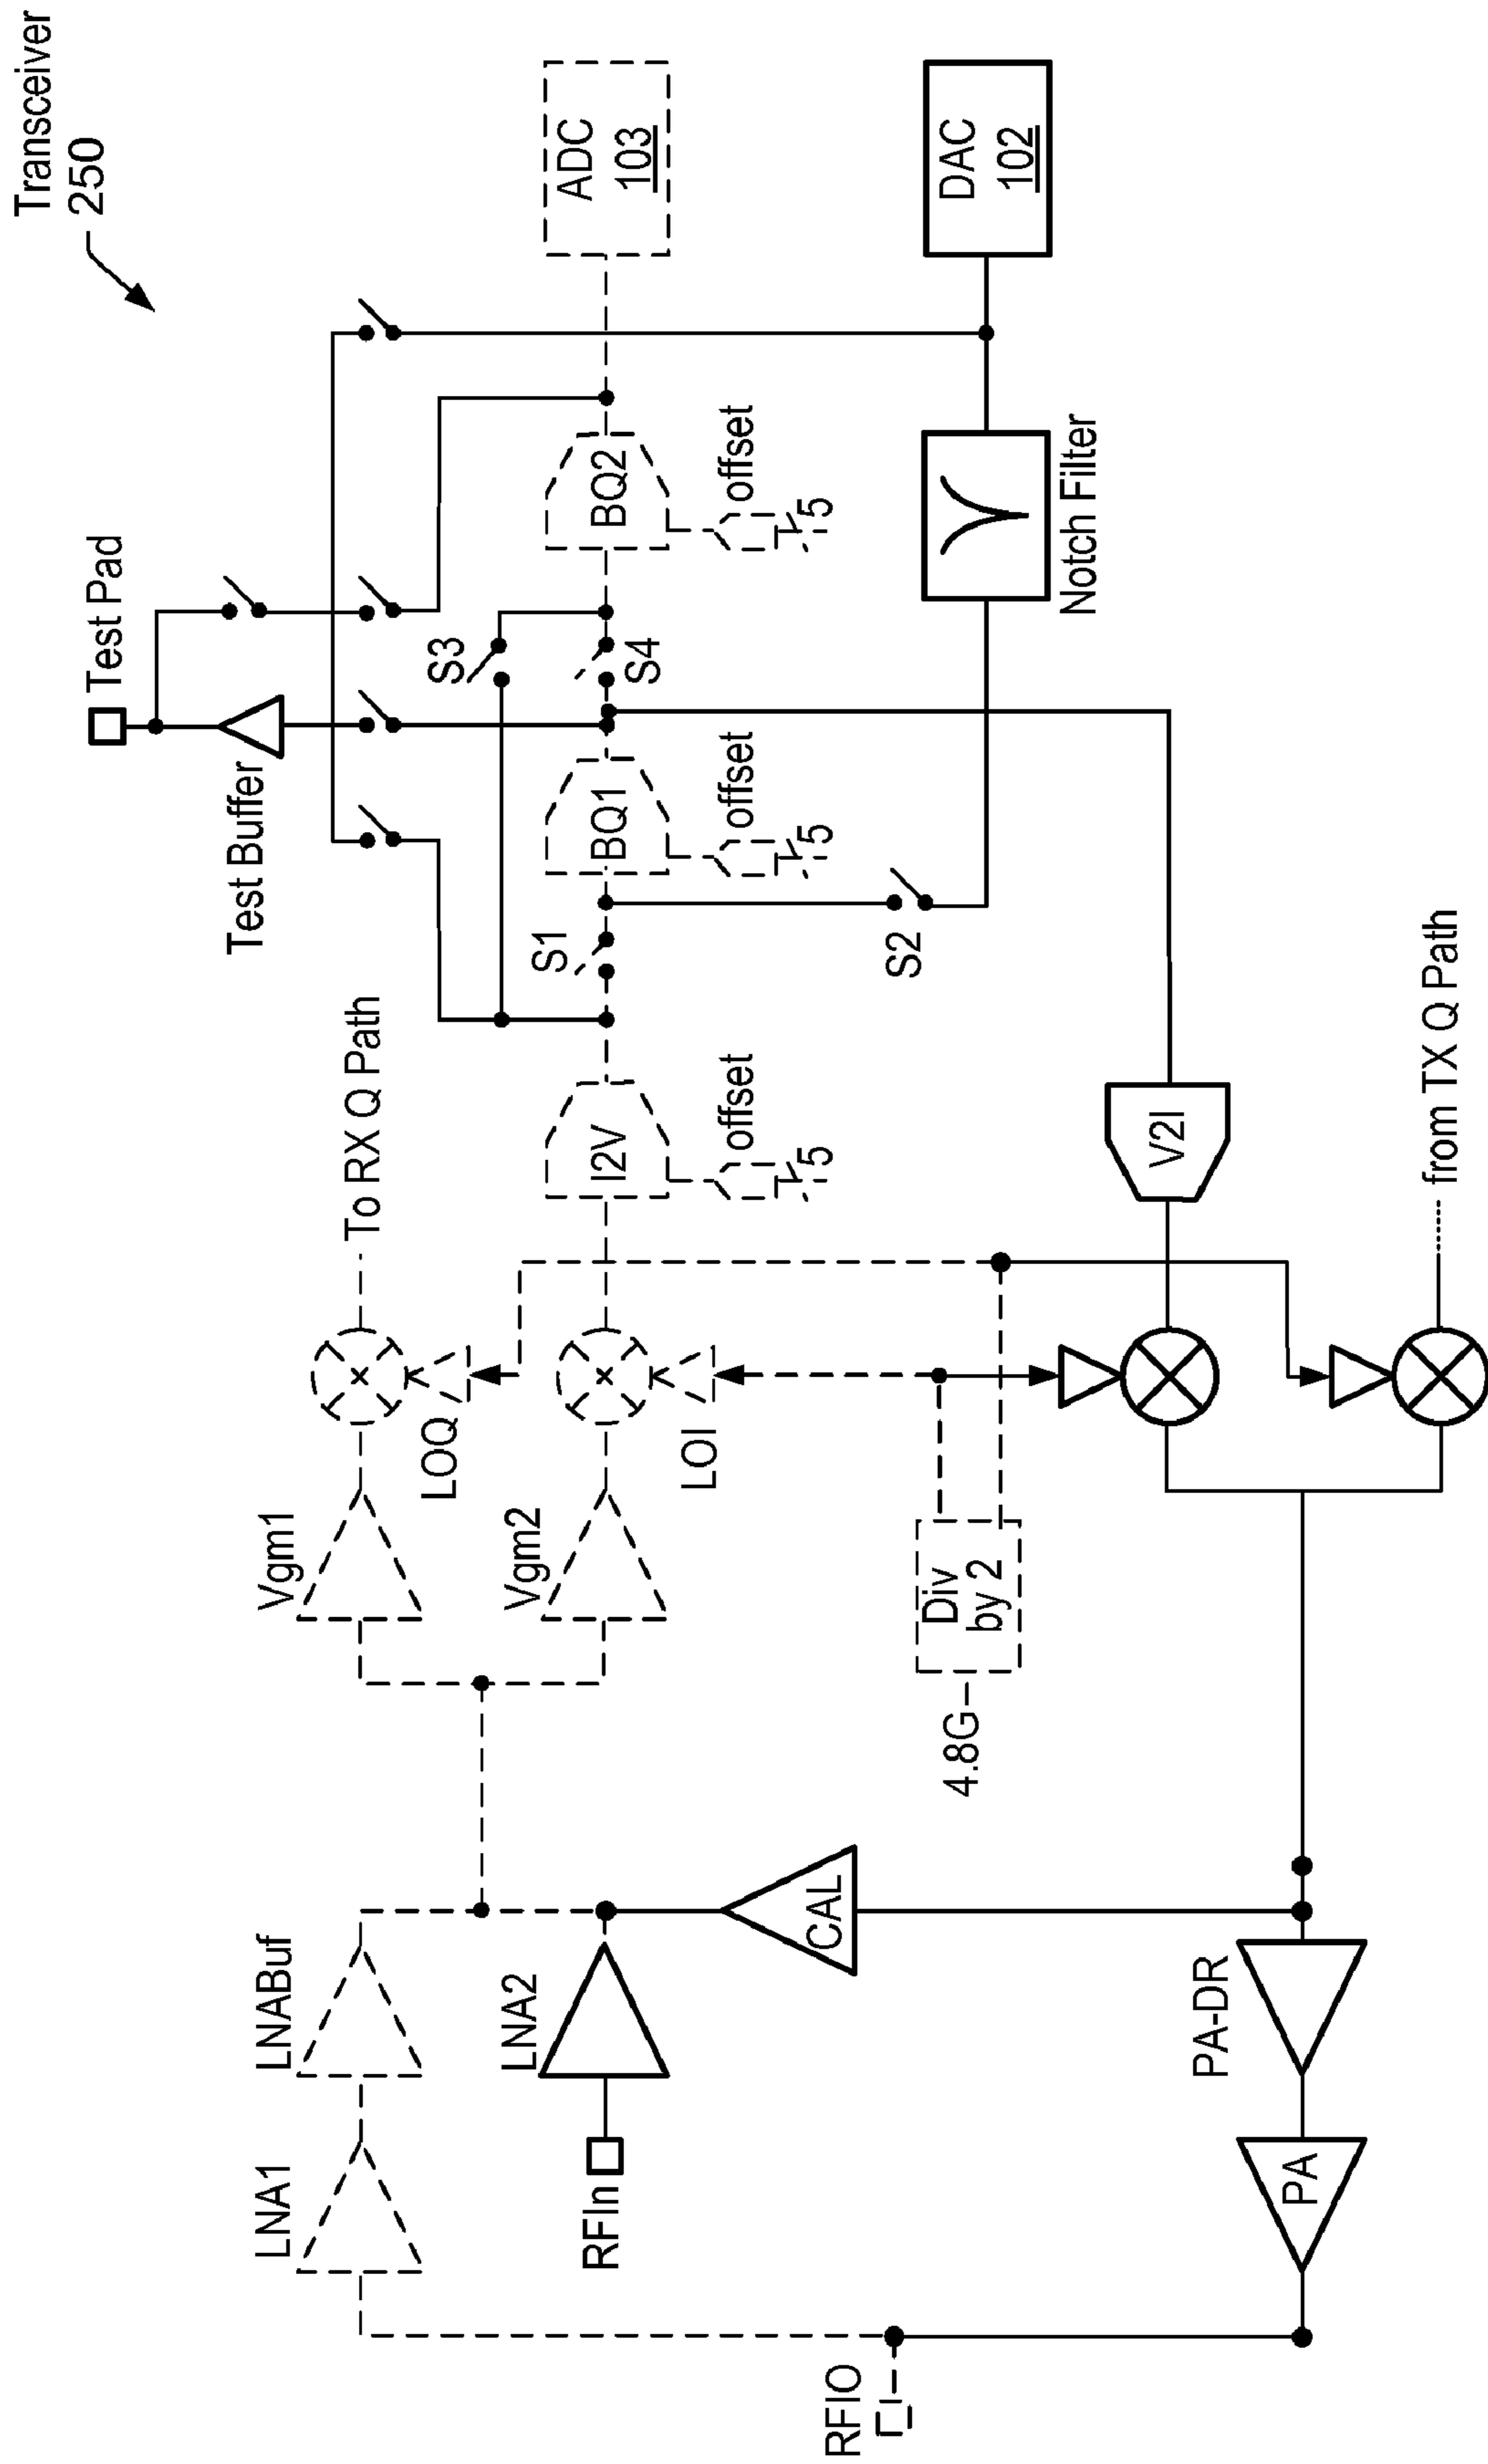 Transceiver
250
Test Pad
Test Buffer
ADC
103
DAC
102
BQ2
offset
5
S3
S4
BQ1
offset
5
S1
S2
Notch Filter
To RX Q Path
I2V
offset
5
V2I
from TX Q Path
LOQ
LOI
Vgm1
Vgm2
Div
by 2
4.8G
LNABuf
LNA1
LNA2
RFIn
CAL
PA-DR
PA
RFIO